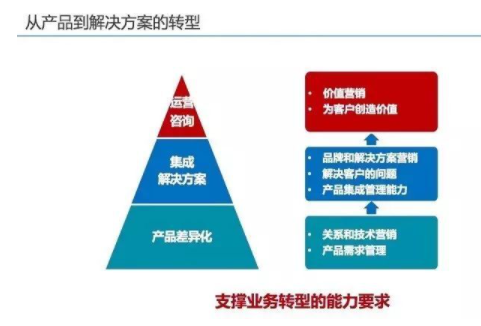 从产品到解决方案的转型
运营
咨询
集成
解决方案
产品差异化
• 价值营销
• 为客户创造价值
• 品牌和解决方案营销
• 解决客户的问题
• 产品集成管理能力
• 关系和技术营销
• 产品需求管理
支撑业务转型的能力要求